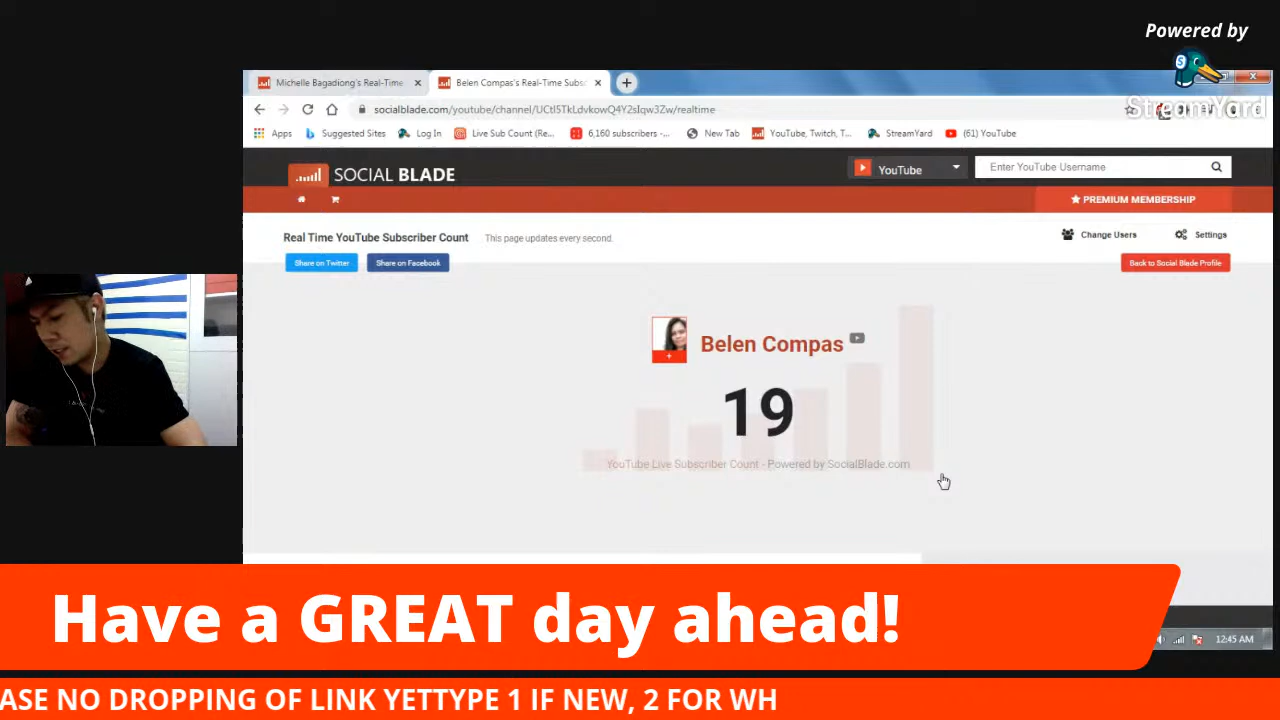 Powered by
StreamYard
Michelle Bagadiong's Real-Time
Belen Compas's Real-Time Subs
socialblade.com/youtube/channel/UCtl5TkLdvkowQ4Y2sIqw3Zw/realtime
Apps Suggested Sites Log In Live Sub Count (Re... 6,160 subscribers -... New Tab YouTube, Twitch, T... StreamYard (61) YouTube
SOCIAL BLADE
YouTube
Enter YouTube Username
PREMIUM MEMBERSHIP
Real Time YouTube Subscriber Count This page updates every second.
Change Users Settings
Share on Twitter Share on Facebook
Back to Social Blade Profile
Belen Compas
19
YouTube Live Subscriber Count - Powered by SocialBlade.com
Have a GREAT day ahead!
12:45 AM
ASE NO DROPPING OF LINK YETTYPE 1 IF NEW, 2 FOR WH